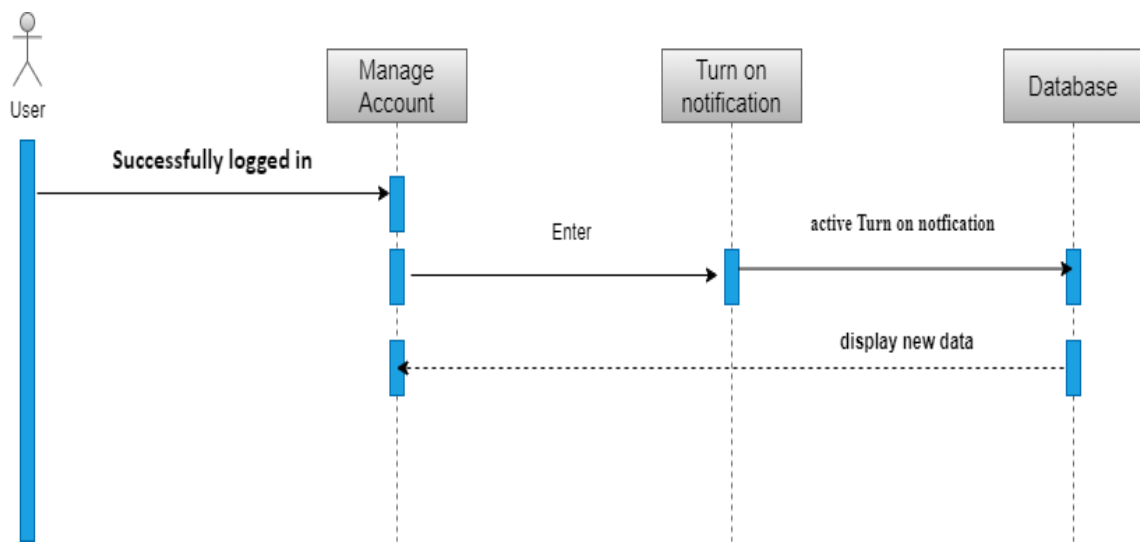 User
Manage
Account
Turn on
notification
Database
Successfully logged in
Enter
active Turn on notfication
display new data